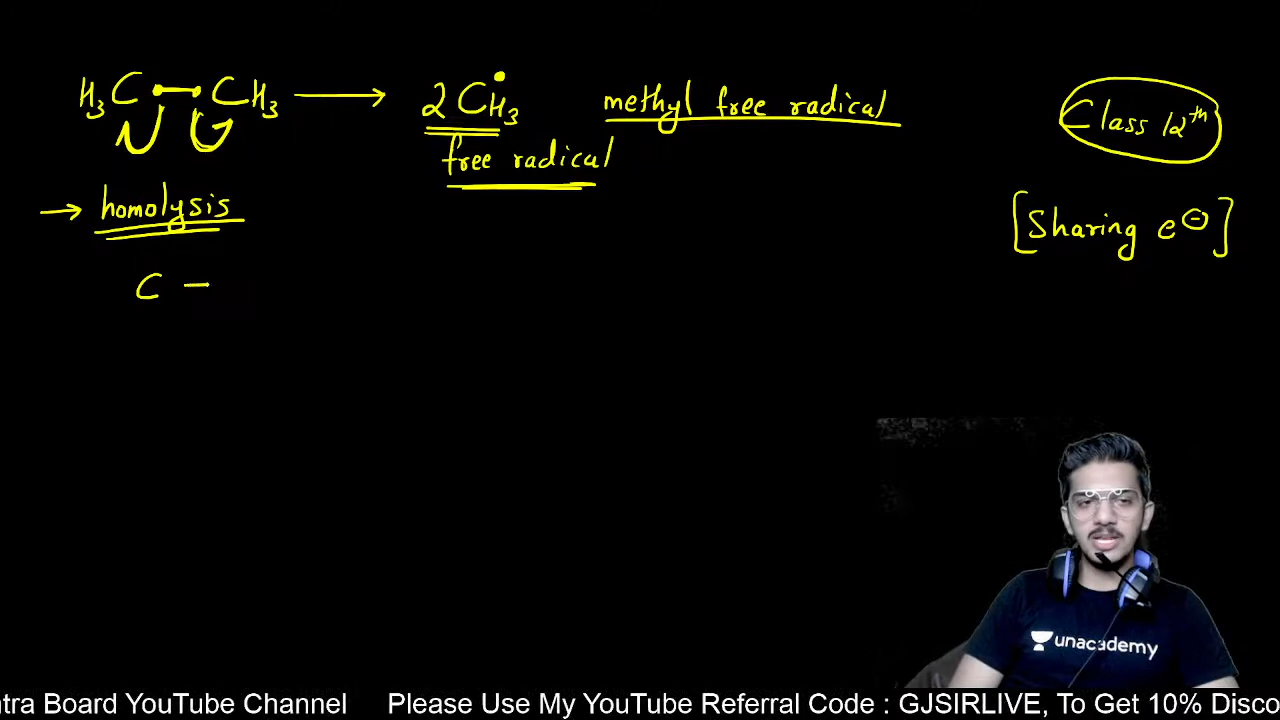 H3C — CH3 ⟶ 2CH3• methyl free radical
free radical
→ homolysis
C –
Class 12th
[Sharing e⊖]
unacademy
ntra Board YouTube Channel Please Use My YouTube Referral Code : GJSIRLIVE, To Get 10% Disco